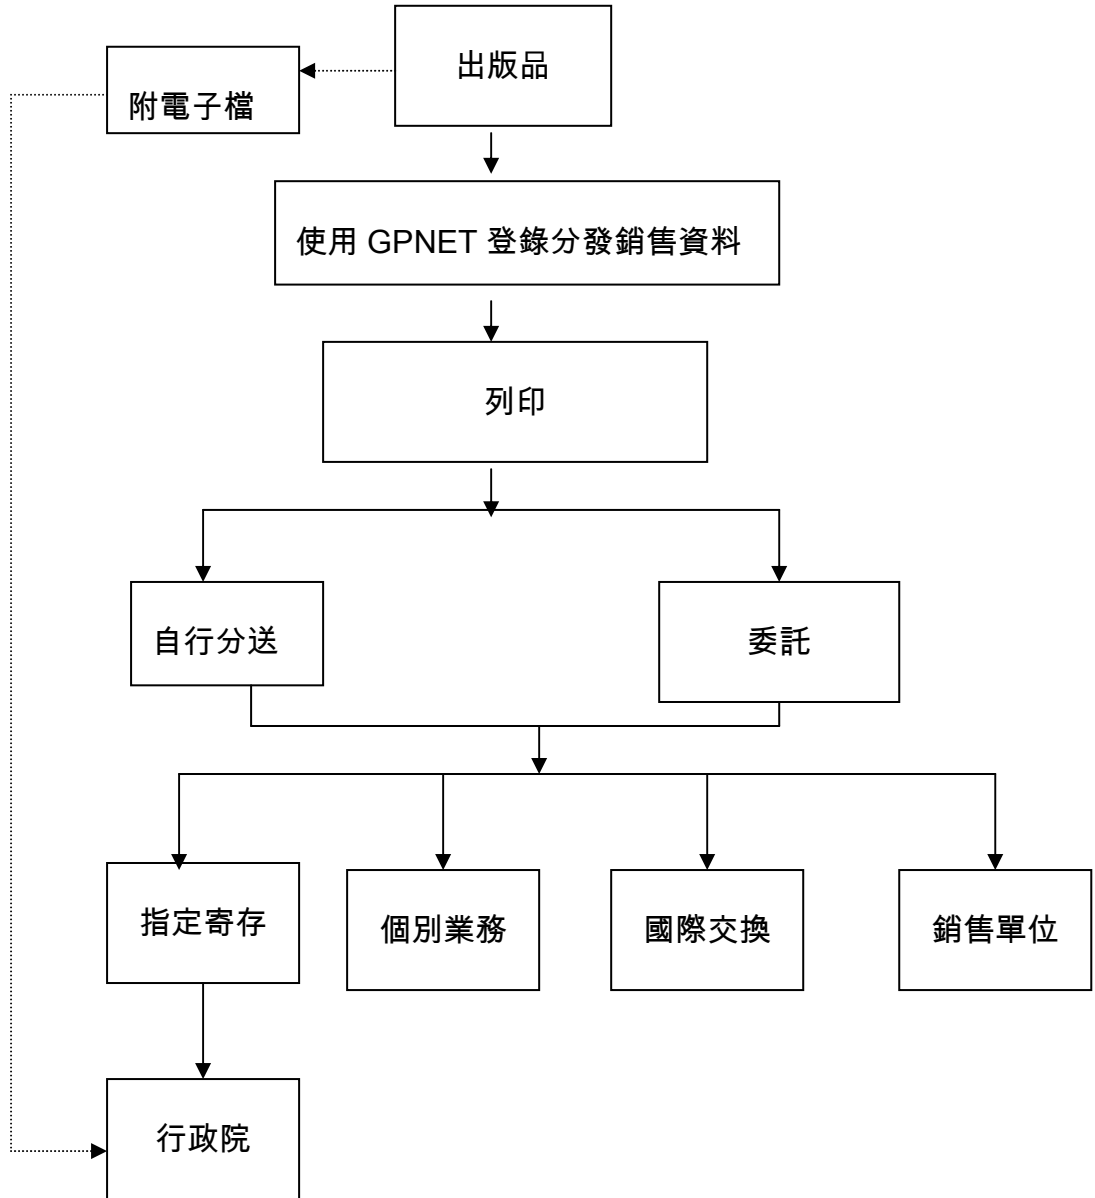 出版品
附電子檔
使用 GPNET 登錄分發銷售資料
列印
自行分送
委託
指定寄存
個別業務
國際交換
銷售單位
行政院